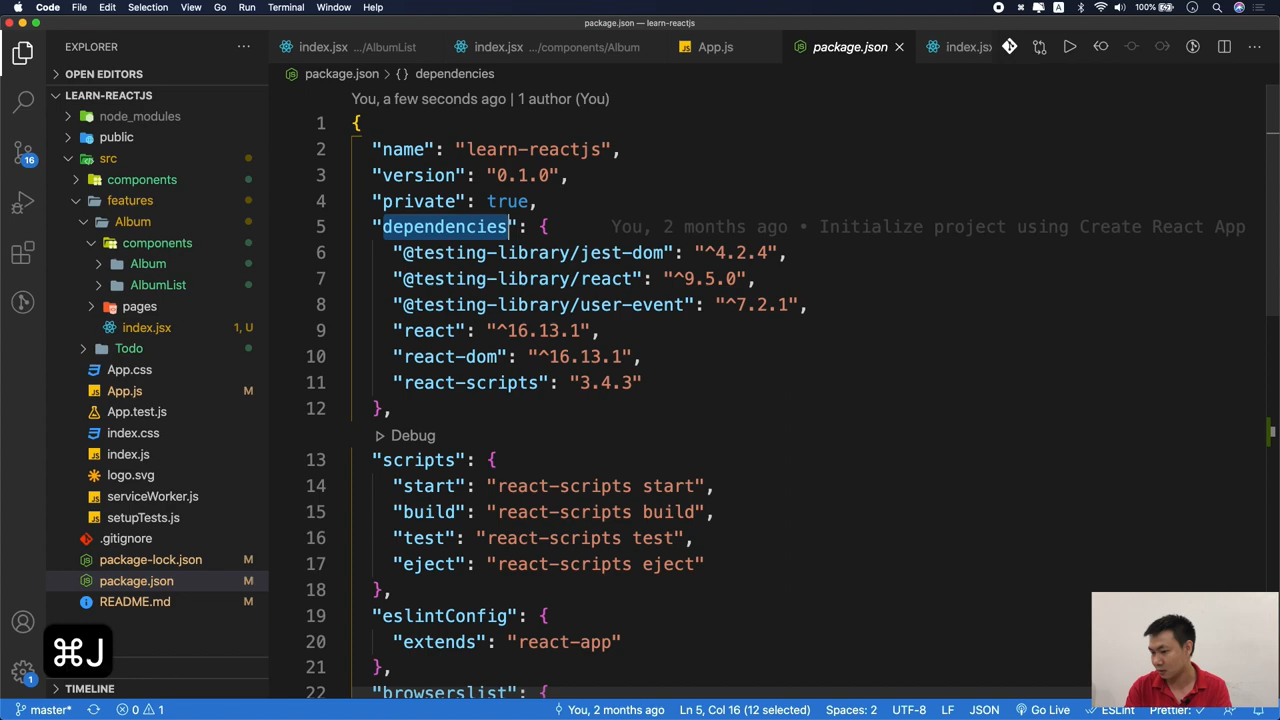 Code File Edit Selection View Go Run Terminal Window Help
A
100%
package.json — learn-reactjs
EXPLORER
index.jsx .../AlbumList
index.jsx .../components/Album
App.js
package.json
index.jsx
OPEN EDITORS
package.json > {} dependencies
LEARN-REACTJS
node_modules
public
src
components
features
Album
components
Album
AlbumList
pages
index.jsx 1, U
Todo
App.css
App.js M
App.test.js
index.css
index.js
logo.svg
serviceWorker.js
setupTests.js
.gitignore
package-lock.json M
package.json M
README.md M
TIMELINE
16
1
⌘J
You, a few seconds ago | 1 author (You)
1 {
2 "name": "learn-reactjs",
3 "version": "0.1.0",
4 "private": true,
5 "dependencies": { You, 2 months ago • Initialize project using Create React App
6 "@testing-library/jest-dom": "^4.2.4",
7 "@testing-library/react": "^9.5.0",
8 "@testing-library/user-event": "^7.2.1",
9 "react": "^16.13.1",
10 "react-dom": "^16.13.1",
11 "react-scripts": "3.4.3"
12 },
Debug
13 "scripts": {
14 "start": "react-scripts start",
15 "build": "react-scripts build",
16 "test": "react-scripts test",
17 "eject": "react-scripts eject"
18 },
19 "eslintConfig": {
20 "extends": "react-app"
21 },
22 "browserslist": {
master* 0 1 You, 2 months ago Ln 5, Col 16 (12 selected) Spaces: 2 UTF-8 LF JSON Go Live ESLint Prettier: ✓